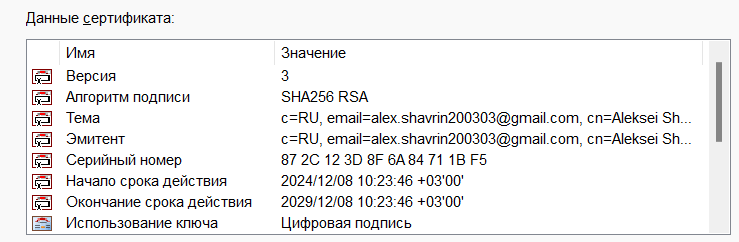 Данные сертификата:
Имя Значение
Версия 3
Алгоритм подписи SHA256 RSA
Тема c=RU, email=alex.shavrin200303@gmail.com, cn=Aleksei Sh...
Эмитент c=RU, email=alex.shavrin200303@gmail.com, cn=Aleksei Sh...
Серийный номер 87 2C 12 3D 8F 6A 84 71 1B F5
Начало срока действия 2024/12/08 10:23:46 +03'00'
Окончание срока действия 2029/12/08 10:23:46 +03'00'
Использование ключа Цифровая подпись